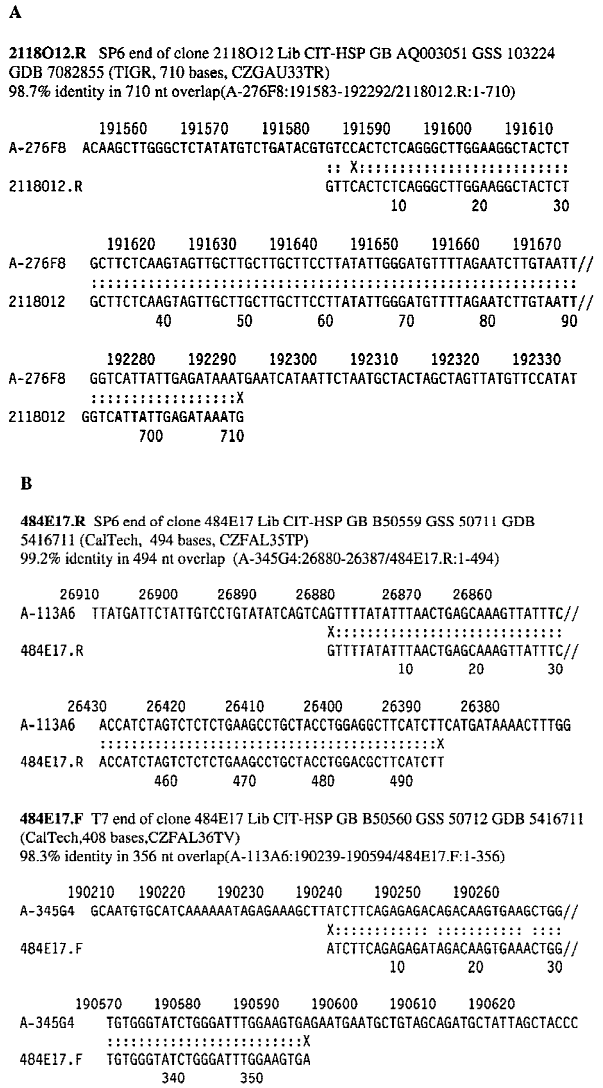 A
2118O12.R SP6 end of clone 2118O12 Lib CIT-HSP GB AQ003051 GSS 103224
GDB 7082855 (TIGR, 710 bases, CZGAU33TR)
98.7% identity in 710 nt overlap(A-276F8:191583-192292/2118012.R:1-710)
191560 191570 191580 191590 191600 191610
A-276F8 ACAAGCTTGGGCTCTATATGTCTGATACGTGTCCACTCTCAGGGCTTGGAAGGCTACTCT
:: X::::::::::::::::::::::::::
2118012.R GTTCACTCTCAGGGCTTGGAAGGCTACTCT
10 20 30
191620 191630 191640 191650 191660 191670
A-276F8 GCTTCTCAAGTAGTTGCTTGCTTGCTTCCTTATATTGGGATGTTTTAGAATCTTGTAATT//
::::::::::::::::::::::::::::::::::::::::::::::::::::::::::::
2118012 GCTTCTCAAGTAGTTGCTTGCTTGCTTCCTTATATTGGGATGTTTTAGAATCTTGTAATT//
40 50 60 70 80 90
192280 192290 192300 192310 192320 192330
A-276F8 GGTCATTATTGAGATAAATGAATCATAATTCTAATGCTACTAGCTAGTTATGTTCCATAT
::::::::::::::::::X
2118012 GGTCATTATTGAGATAAATG
700 710
B
484E17.R SP6 end of clone 484E17 Lib CIT-HSP GB B50559 GSS 50711 GDB
5416711 (CalTech, 494 bases, CZFAL35TP)
99.2% identity in 494 nt overlap (A-345G4:26880-26387/484E17.R:1-494)
26910 26900 26890 26880 26870 26860
A-113A6 TTATGATTCTATTGTCCTGTATATCAGTCAGTTTTATATTTAACTGAGCAAAGTTATTTC//
X:::::::::::::::::::::::::::::
484E17.R GTTTTATATTTAACTGAGCAAAGTTATTTC//
10 20 30
26430 26420 26410 26400 26390 26380
A-113A6 ACCATCTAGTCTCTCTGAAGCCTGCTACCTGGAGGCTTCATCTTCATGATAAAACTTTGG
:::::::::::::::::::::::::::::::::::::::::::X
484E17.R ACCATCTAGTCTCTCTGAAGCCTGCTACCTGGACGCTTCATCTT
460 470 480 490
484E17.F T7 end of clone 484E17 Lib CIT-HSP GB B50560 GSS 50712 GDB 5416711
(CalTech,408 bases,CZFAL36TV)
98.3% identity in 356 nt overlap(A-113A6:190239-190594/484E17.F:1-356)
190210 190220 190230 190240 190250 190260
A-345G4 GCAATGTGCATCAAAAAATAGAGAAAGCTTATCTTCAGAGAGACAGACAAGTGAAGCTGG//
X:::::::::::: ::::::::::: ::::
484E17.F ATCTTCAGAGAGATAGACAAGTGAAACTGG//
10 20 30
190570 190580 190590 190600 190610 190620
A-345G4 TGTGGGTATCTGGGATTTGGAAGTGAGAATGAATGCTGTAGCAGATGCTATTAGCTACCC
:::::::::::::::::::::::::X
484E17.F TGTGGGTATCTGGGATTTGGAAGTGA
340 350